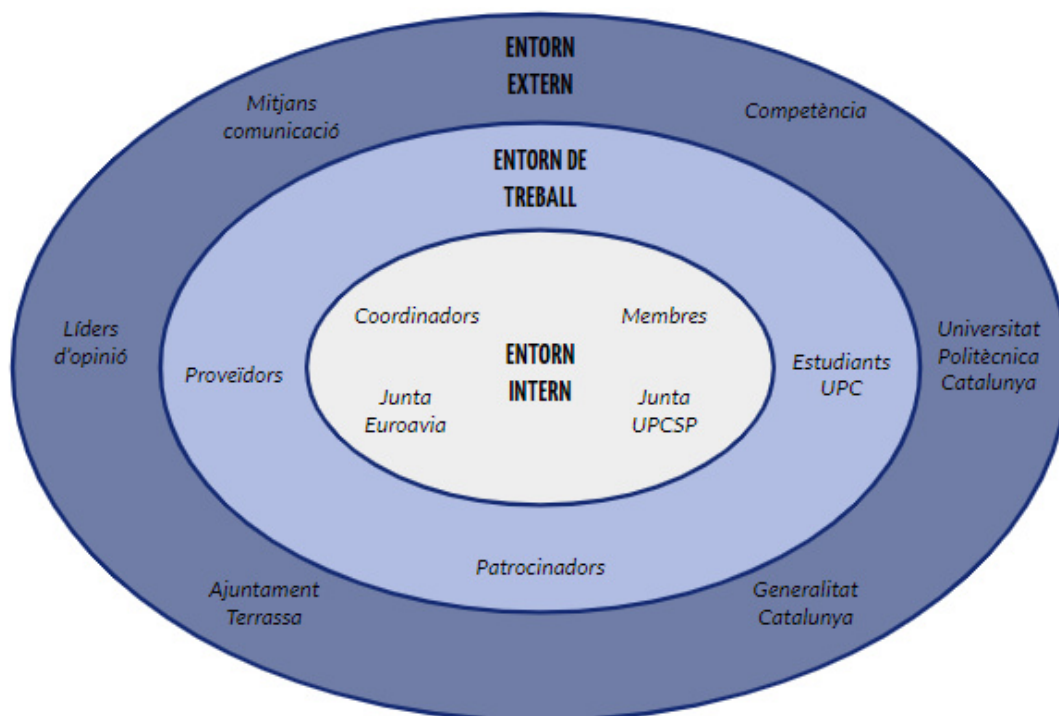 ENTORN
EXTERN
Mitjans
comunicació
Competència
ENTORN DE
TREBALL
Líders
d'opinió
Proveïdors
Coordinadors
Membres
ENTORN
INTERN
Junta
Euroavia
Junta
UPCSP
Estudiants
UPC
Universitat
Politècnica
Catalunya
Patrocinadors
Ajuntament
Terrassa
Generalitat
Catalunya